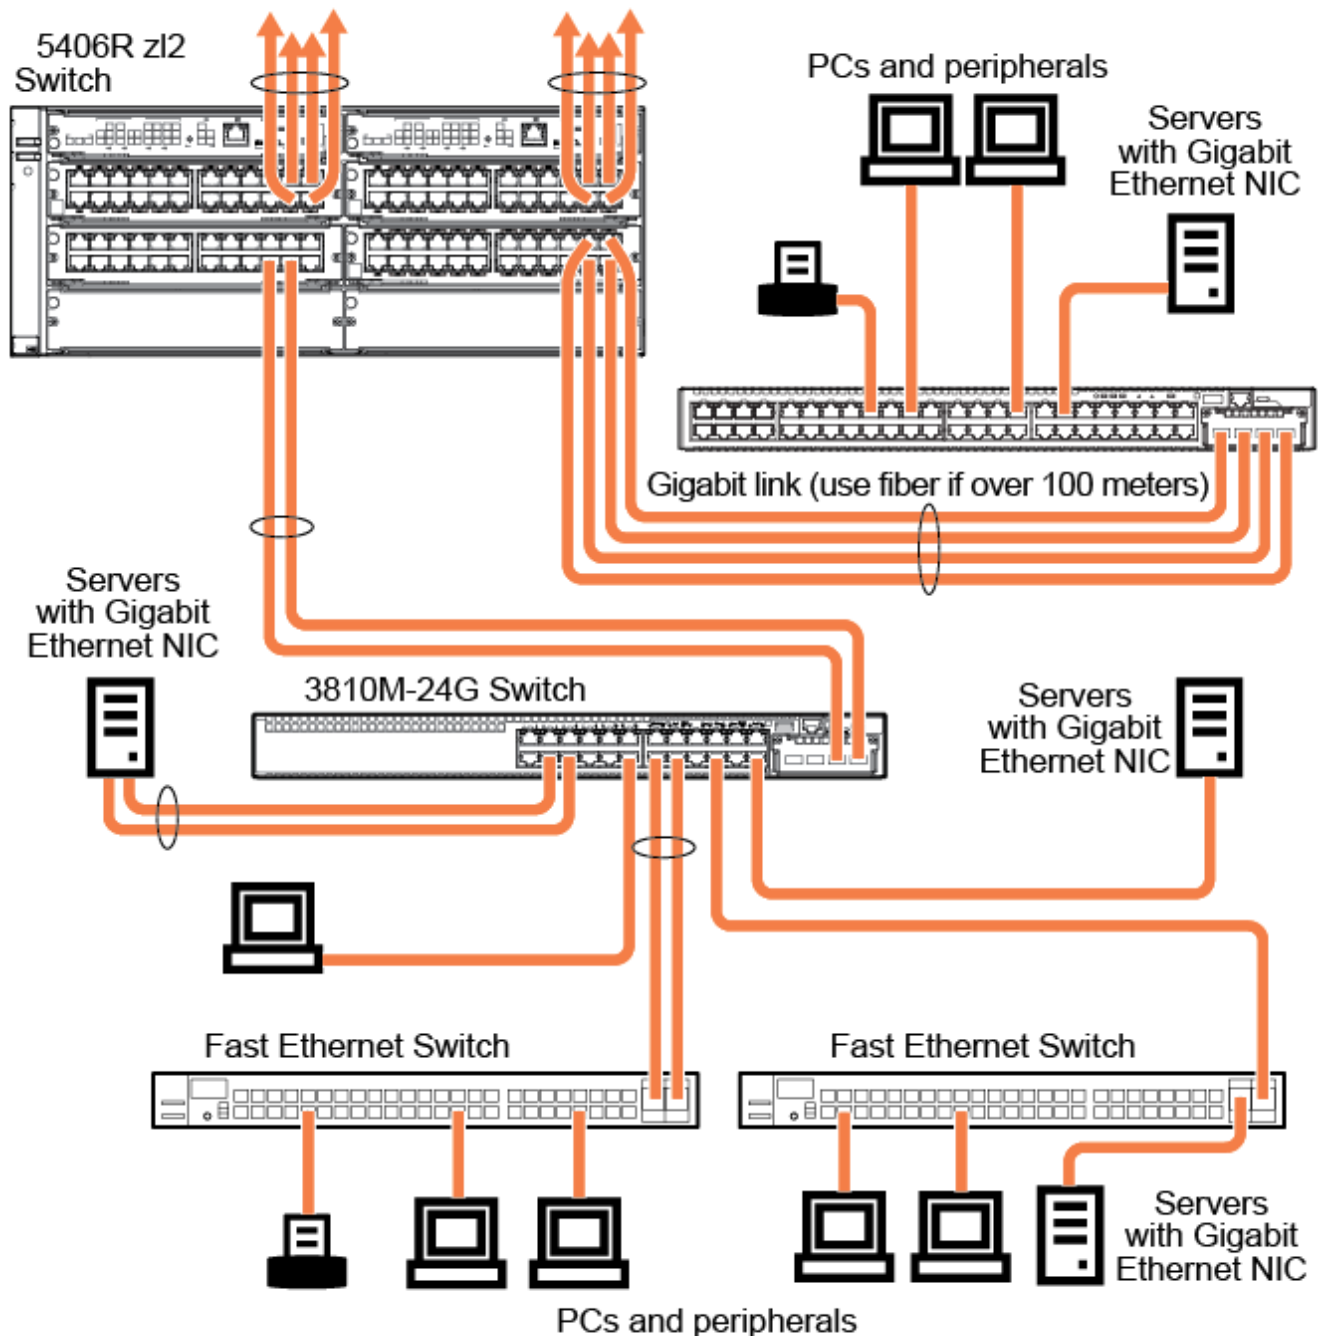 5406R zl2
Switch
PCs and peripherals
Servers
with Gigabit
Ethernet NIC
Gigabit link (use fiber if over 100 meters)
Servers
with Gigabit
Ethernet NIC
3810M-24G Switch
Servers
with Gigabit
Ethernet NIC
Fast Ethernet Switch
Fast Ethernet Switch
Servers
with Gigabit
Ethernet NIC
PCs and peripherals